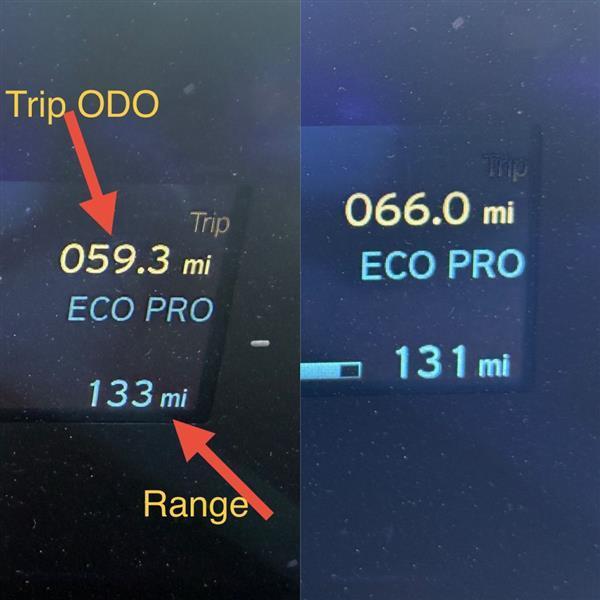 Trip ODO
Trip
059.3 mi
ECO PRO
133 mi
Range
Trip
066.0 mi
ECO PRO
131 mi